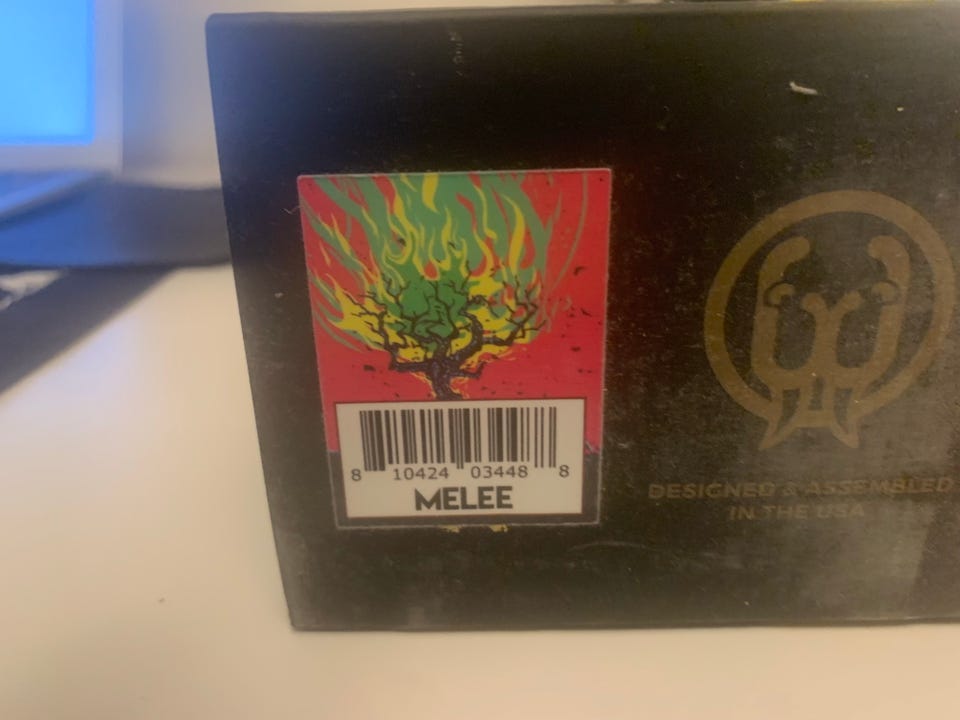 8 10424 03448 8
MELEE
DESIGNED & ASSEMBLED
IN THE USA